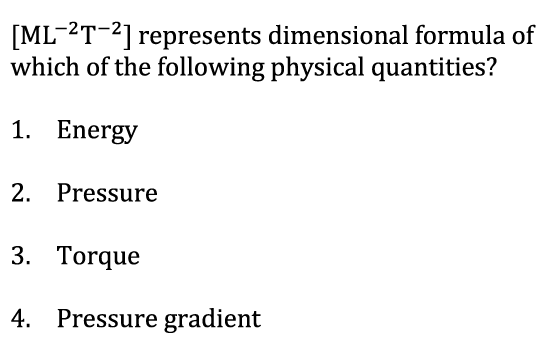 [ML⁻²T⁻²] represents dimensional formula of
which of the following physical quantities?
1. Energy
2. Pressure
3. Torque
4. Pressure gradient